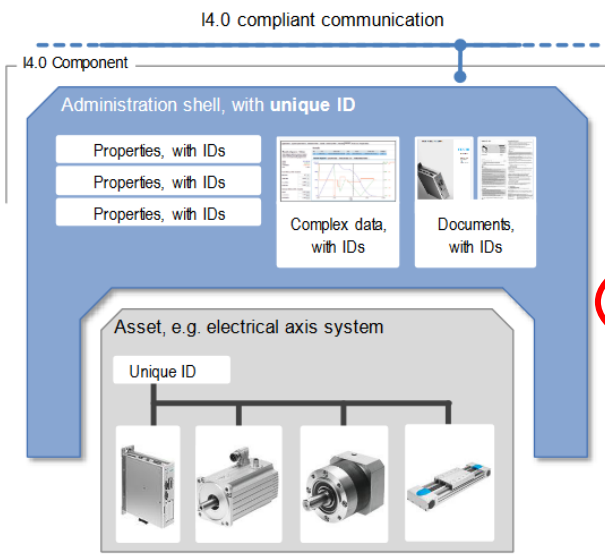 I4.0 compliant communication
I4.0 Component
Administration shell, with unique ID
Properties, with IDs
Properties, with IDs
Properties, with IDs
Complex data,
with IDs
Documents,
with IDs
Asset, e.g. electrical axis system
Unique ID